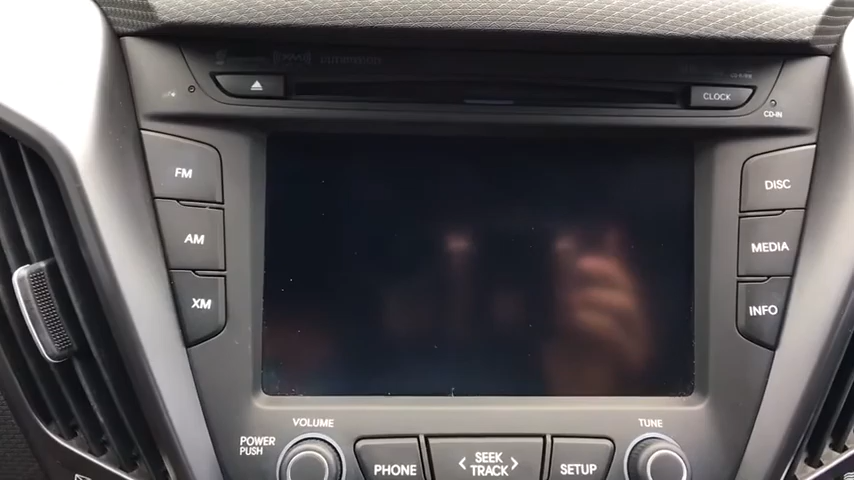 CLOCK
CD-IN
FM
DISC
AM
MEDIA
XM
INFO
VOLUME
TUNE
POWER
PUSH
PHONE
SEEK
TRACK
SETUP